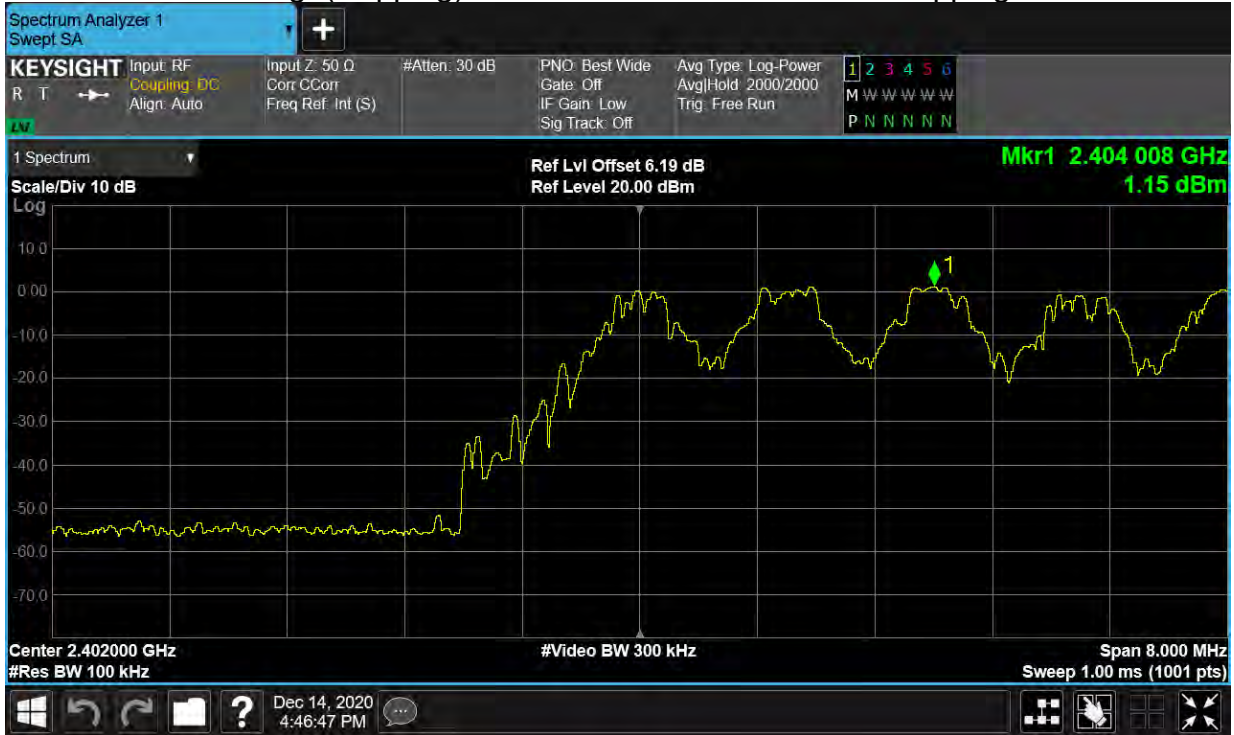 Spectrum Analyzer 1
Swept SA
+
KEYSIGHT
R T
LXI
Input: RF
Coupling: DC
Align: Auto
Input Z: 50 Ω
Corr CCorr
Freq Ref: Int (S)
#Atten: 30 dB
PNO: Best Wide
Gate: Off
IF Gain: Low
Sig Track: Off
Avg Type: Log-Power
Avg|Hold: 2000/2000
Trig: Free Run
1 2 3 4 5 6
M W W W W W
P N N N N N
1 Spectrum
Scale/Div 10 dB
Log
Ref Lvl Offset 6.19 dB
Ref Level 20.00 dBm
Mkr1 2.404 008 GHz
1.15 dBm
10.0
0.00
-10.0
-20.0
-30.0
-40.0
-50.0
-60.0
-70.0
1
Center 2.402000 GHz
#Res BW 100 kHz
#Video BW 300 kHz
Span 8.000 MHz
Sweep 1.00 ms (1001 pts)
?
Dec 14, 2020
4:46:47 PM